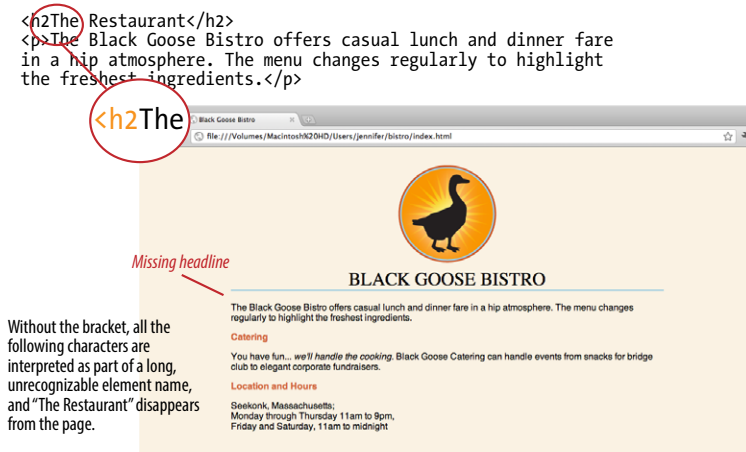 <h2The Restaurant</h2>
<p>The Black Goose Bistro offers casual lunch and dinner fare
in a hip atmosphere. The menu changes regularly to highlight
the freshest ingredients.</p>
<h2The
Black Goose Bistro
file:///Volumes/Macintosh%20HD/Users/jennifer/bistro/index.html
Missing headline
BLACK GOOSE BISTRO
The Black Goose Bistro offers casual lunch and dinner fare in a hip atmosphere. The menu changes
regularly to highlight the freshest ingredients.
Catering
You have fun... we'll handle the cooking. Black Goose Catering can handle events from snacks for bridge
club to elegant corporate fundraisers.
Location and Hours
Seekonk, Massachusetts;
Monday through Thursday 11am to 9pm,
Friday and Saturday, 11am to midnight
Without the bracket, all the
following characters are
interpreted as part of a long,
unrecognizable element name,
and "The Restaurant" disappears
from the page.